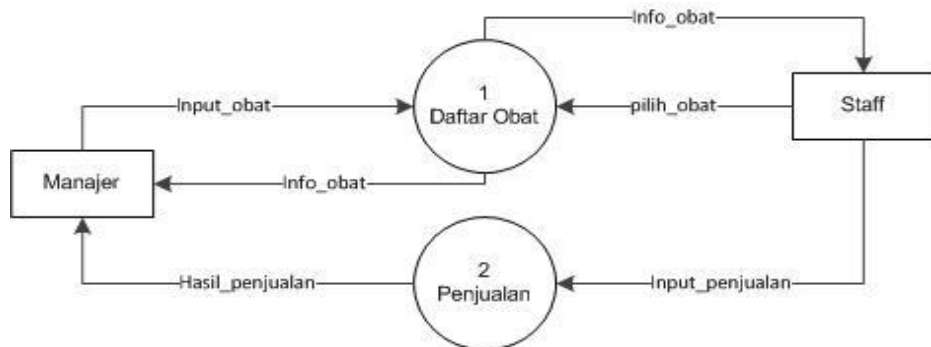 Info_obat
1
Daftar Obat
Input_obat
pilih_obat
Staff
Manajer
Info_obat
2
Penjualan
Hasil_penjualan
Input_penjualan